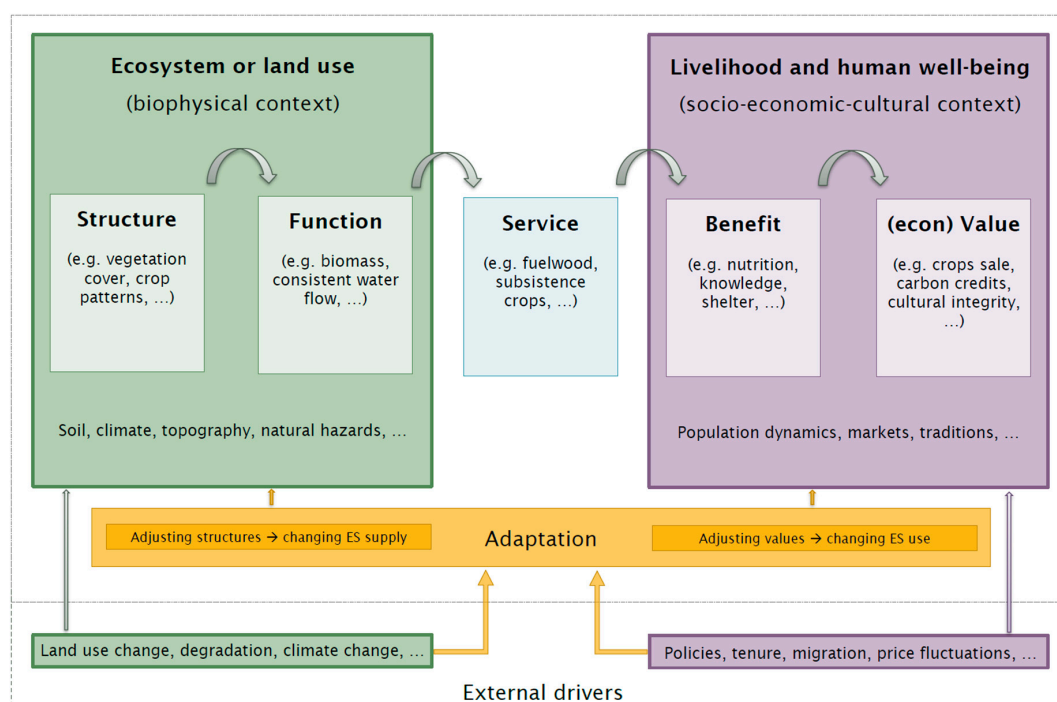 Ecosystem or land use
(biophysical context)
Structure
(e.g. vegetation
cover, crop
patterns, ...)
Function
(e.g. biomass,
consistent water
flow, ...)
Soil, climate, topography, natural hazards, ...
Service
(e.g. fuelwood,
subsistence
crops, ...)
Livelihood and human well-being
(socio-economic-cultural context)
Benefit
(e.g. nutrition,
knowledge,
shelter, ...)
(econ) Value
(e.g. crops sale,
carbon credits,
cultural integrity,
...)
Population dynamics, markets, traditions, ...
Adjusting structures → changing ES supply
Adaptation
Adjusting values → changing ES use
Land use change, degradation, climate change, ...
Policies, tenure, migration, price fluctuations, ...
External drivers